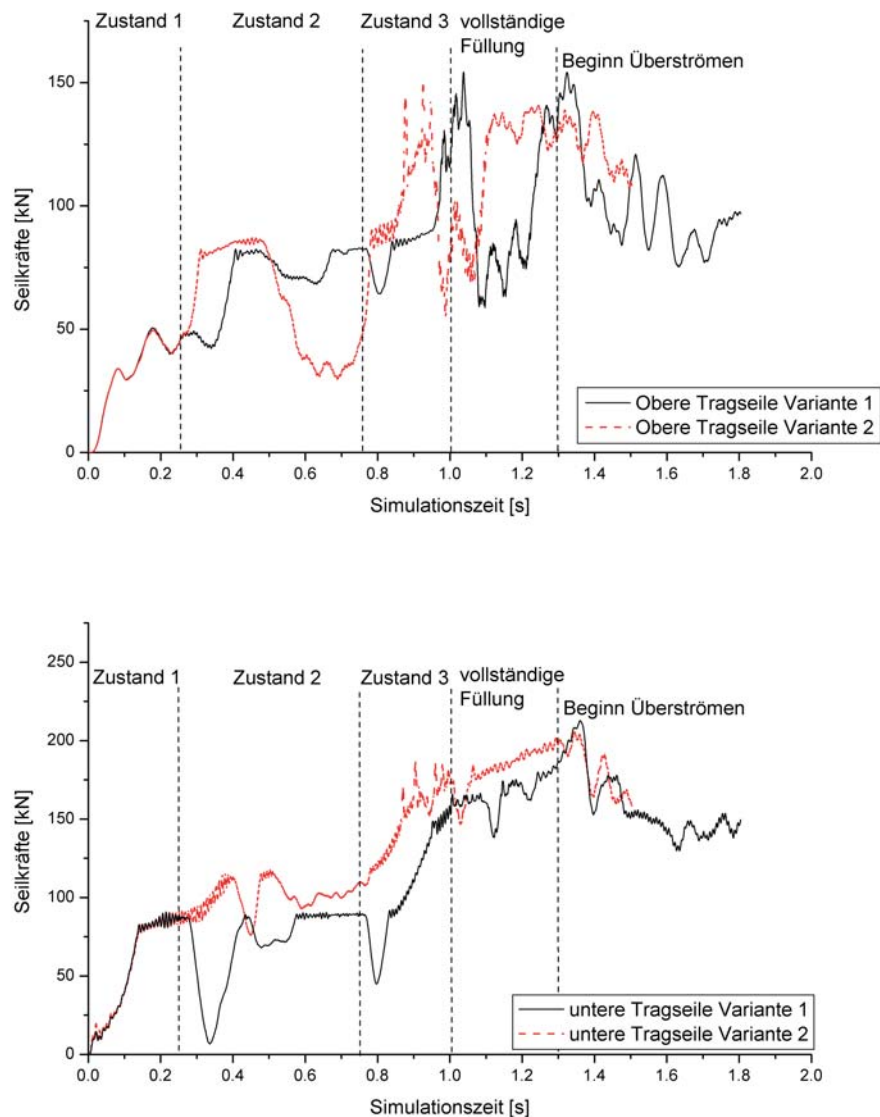 Zustand 1 Zustand 2 Zustand 3 vollständige
Füllung
Beginn Überströmen
150
100
50
0
Seilkräfte [kN]
Obere Tragseile Variante 1
Obere Tragseile Variante 2
0.0 0.2 0.4 0.6 0.8 1.0 1.2 1.4 1.6 1.8 2.0
Simulationszeit [s]
250
200
150
100
50
0
Seilkräfte [kN]
Zustand 1 Zustand 2 Zustand 3 vollständige
Füllung
Beginn Überströmen
untere Tragseile Variante 1
untere Tragseile Variante 2
0.0 0.2 0.4 0.6 0.8 1.0 1.2 1.4 1.6 1.8 2.0
Simulationszeit [s]